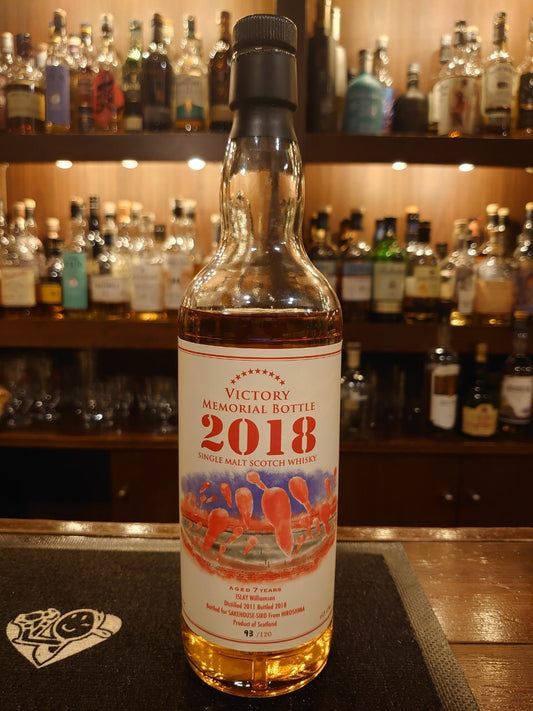 VICTORY
MEMORIAL BOTTLE
2018
SINGLE MALT SCOTCH WHISKY
AGED 7 YEARS
ISLAY Williamson
Distilled 2011 Bottled 2018
Bottled for SAKEHOUSE-SIRO From HIROSHIMA
Product of Scotland
93 /120